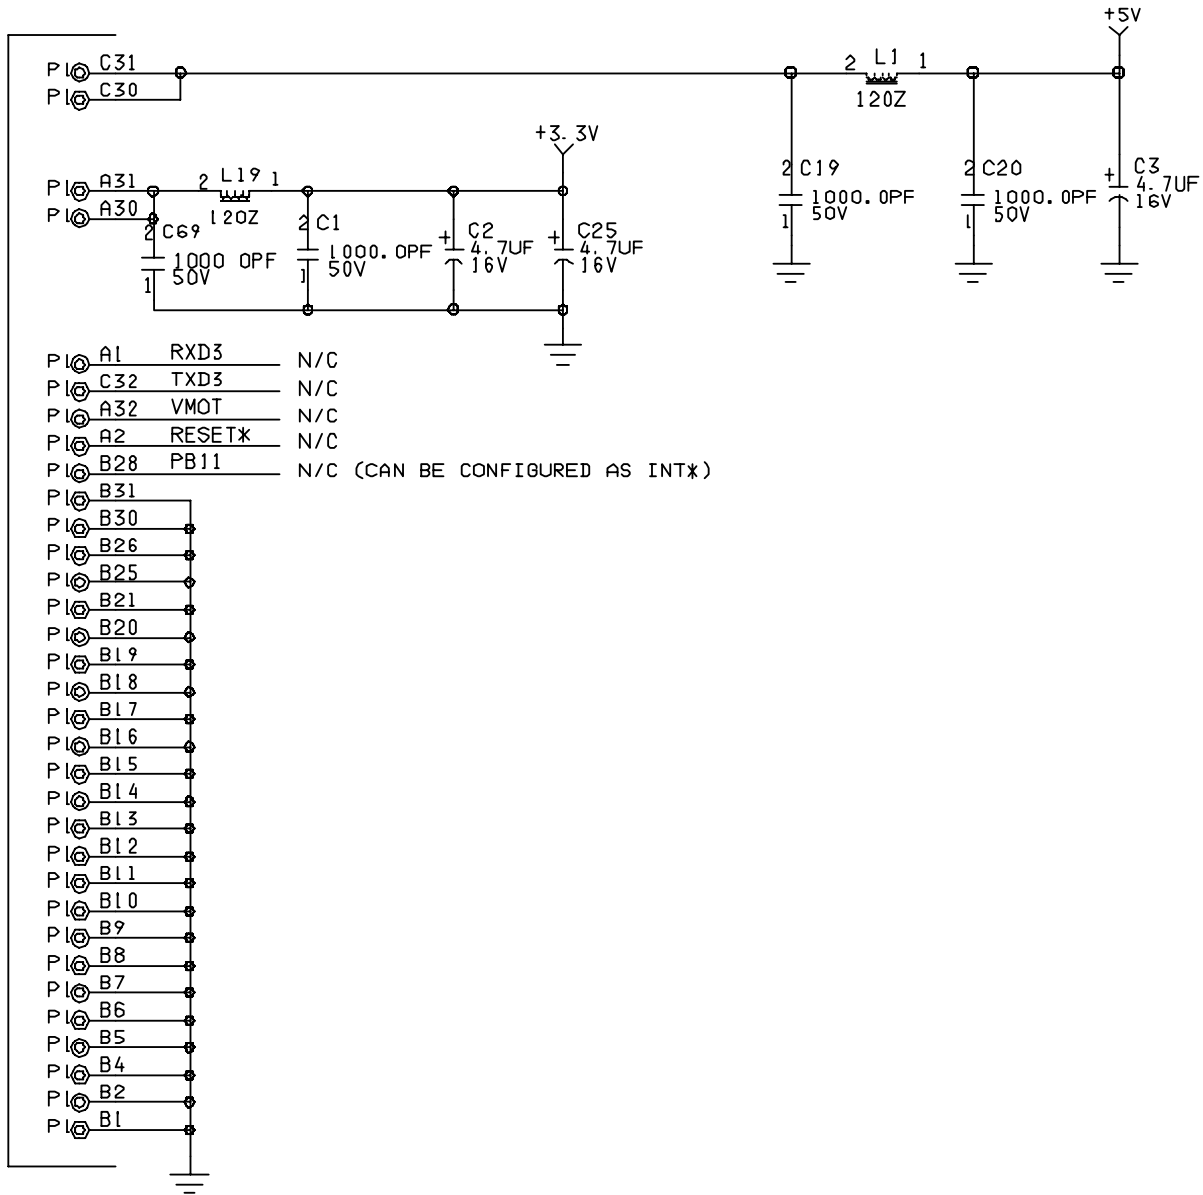 +5V
P1 C31
2 L1 1
120Z
P1 C30
+3.3V
2 C19
1000.0PF
50V
1
2 C20
1000.0PF
50V
1
+ C3
4.7UF
16V
P1 A31
2 L19 1
120Z
P1 A30
2 C69
1000 0PF
50V
1
2 C1
1000.0PF
50V
1
+ C2
4.7UF
16V
+ C25
4.7UF
16V
P1 A1 RXD3 N/C
P1 C32 TXD3 N/C
P1 A32 VMOT N/C
P1 A2 RESET* N/C
P1 B28 PB11 N/C (CAN BE CONFIGURED AS INT*)
P1 B31
P1 B30
P1 B26
P1 B25
P1 B21
P1 B20
P1 B19
P1 B18
P1 B17
P1 B16
P1 B15
P1 B14
P1 B13
P1 B12
P1 B11
P1 B10
P1 B9
P1 B8
P1 B7
P1 B6
P1 B5
P1 B4
P1 B2
P1 B1